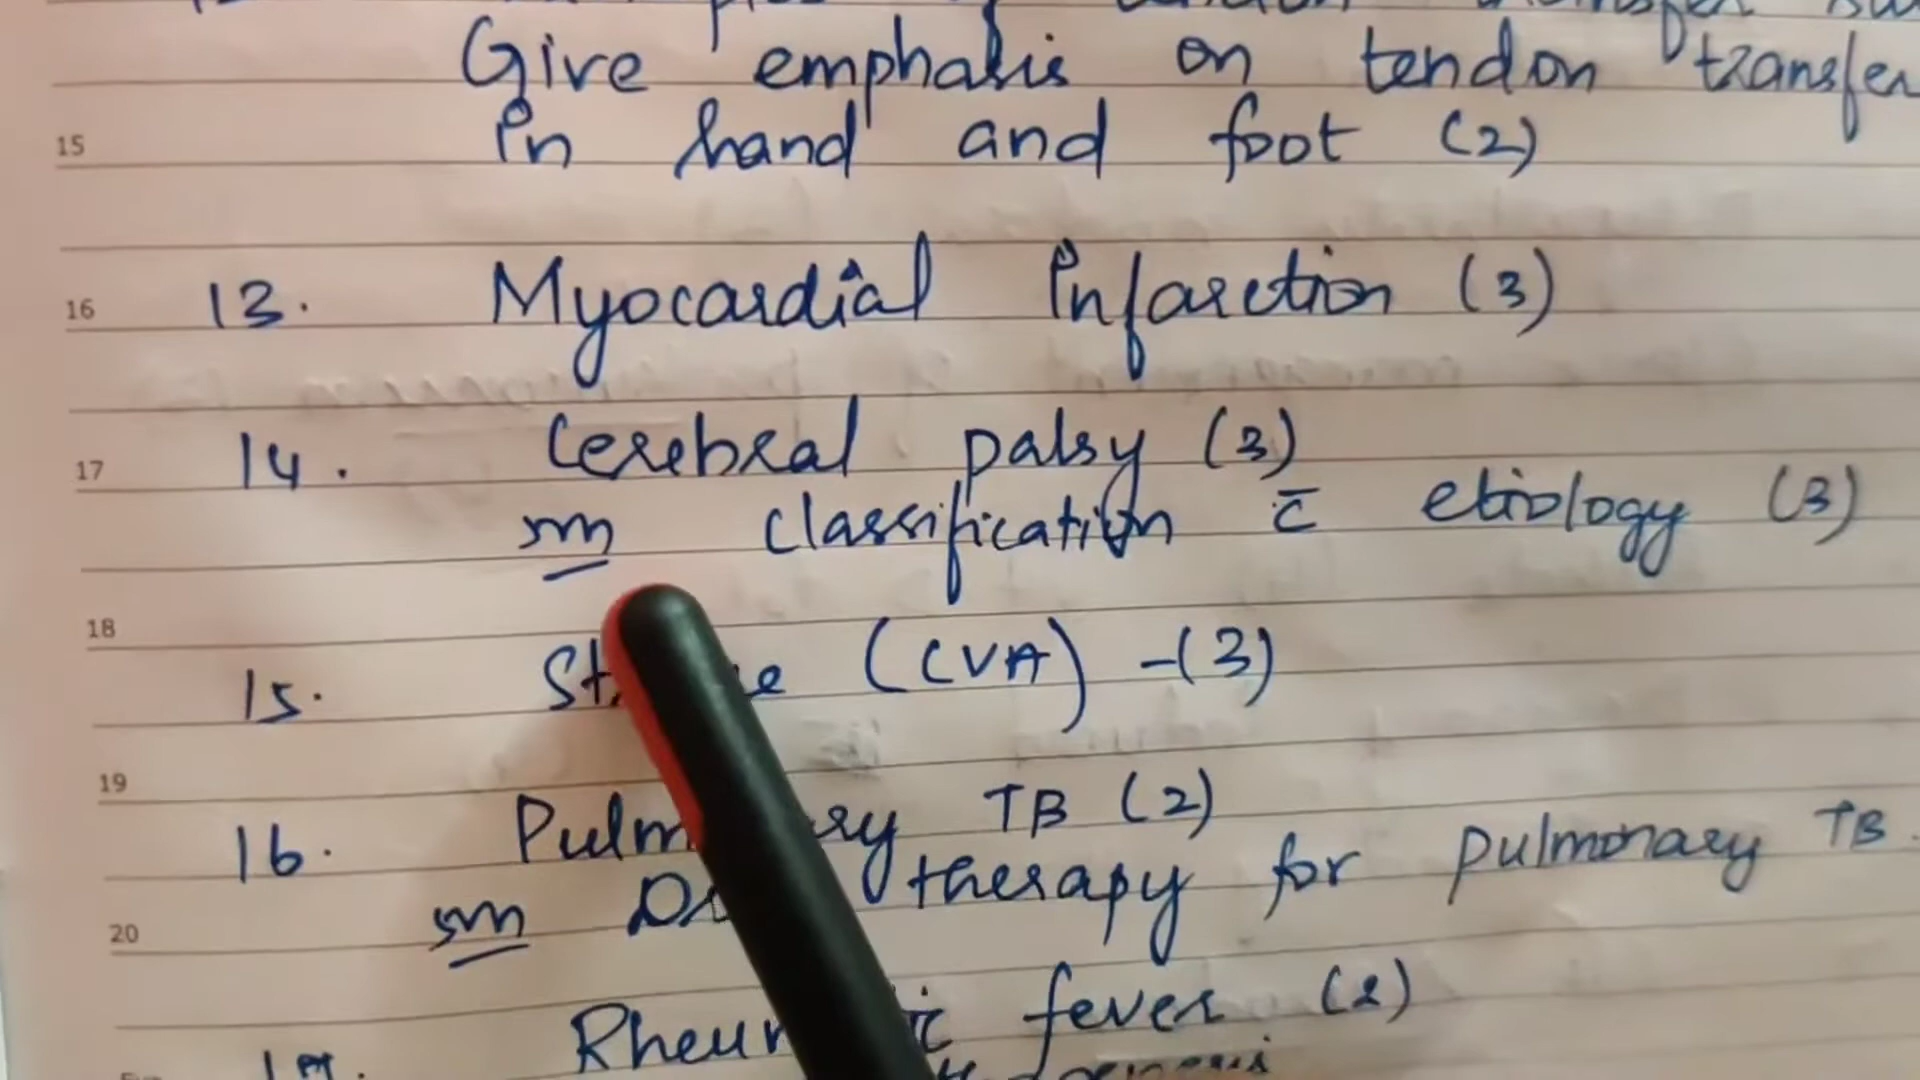 Give emphasis on tendon transfer
15 in hand and foot (2)
16 13. Myocardial Infarction (3)
17 14. Cerebral palsy (3)
sm classification c̄ etiology (3)
18
15. (CVA) - (3)
19
16. TB (2)
sm therapy for pulmonary TB
20
17. fever (2)